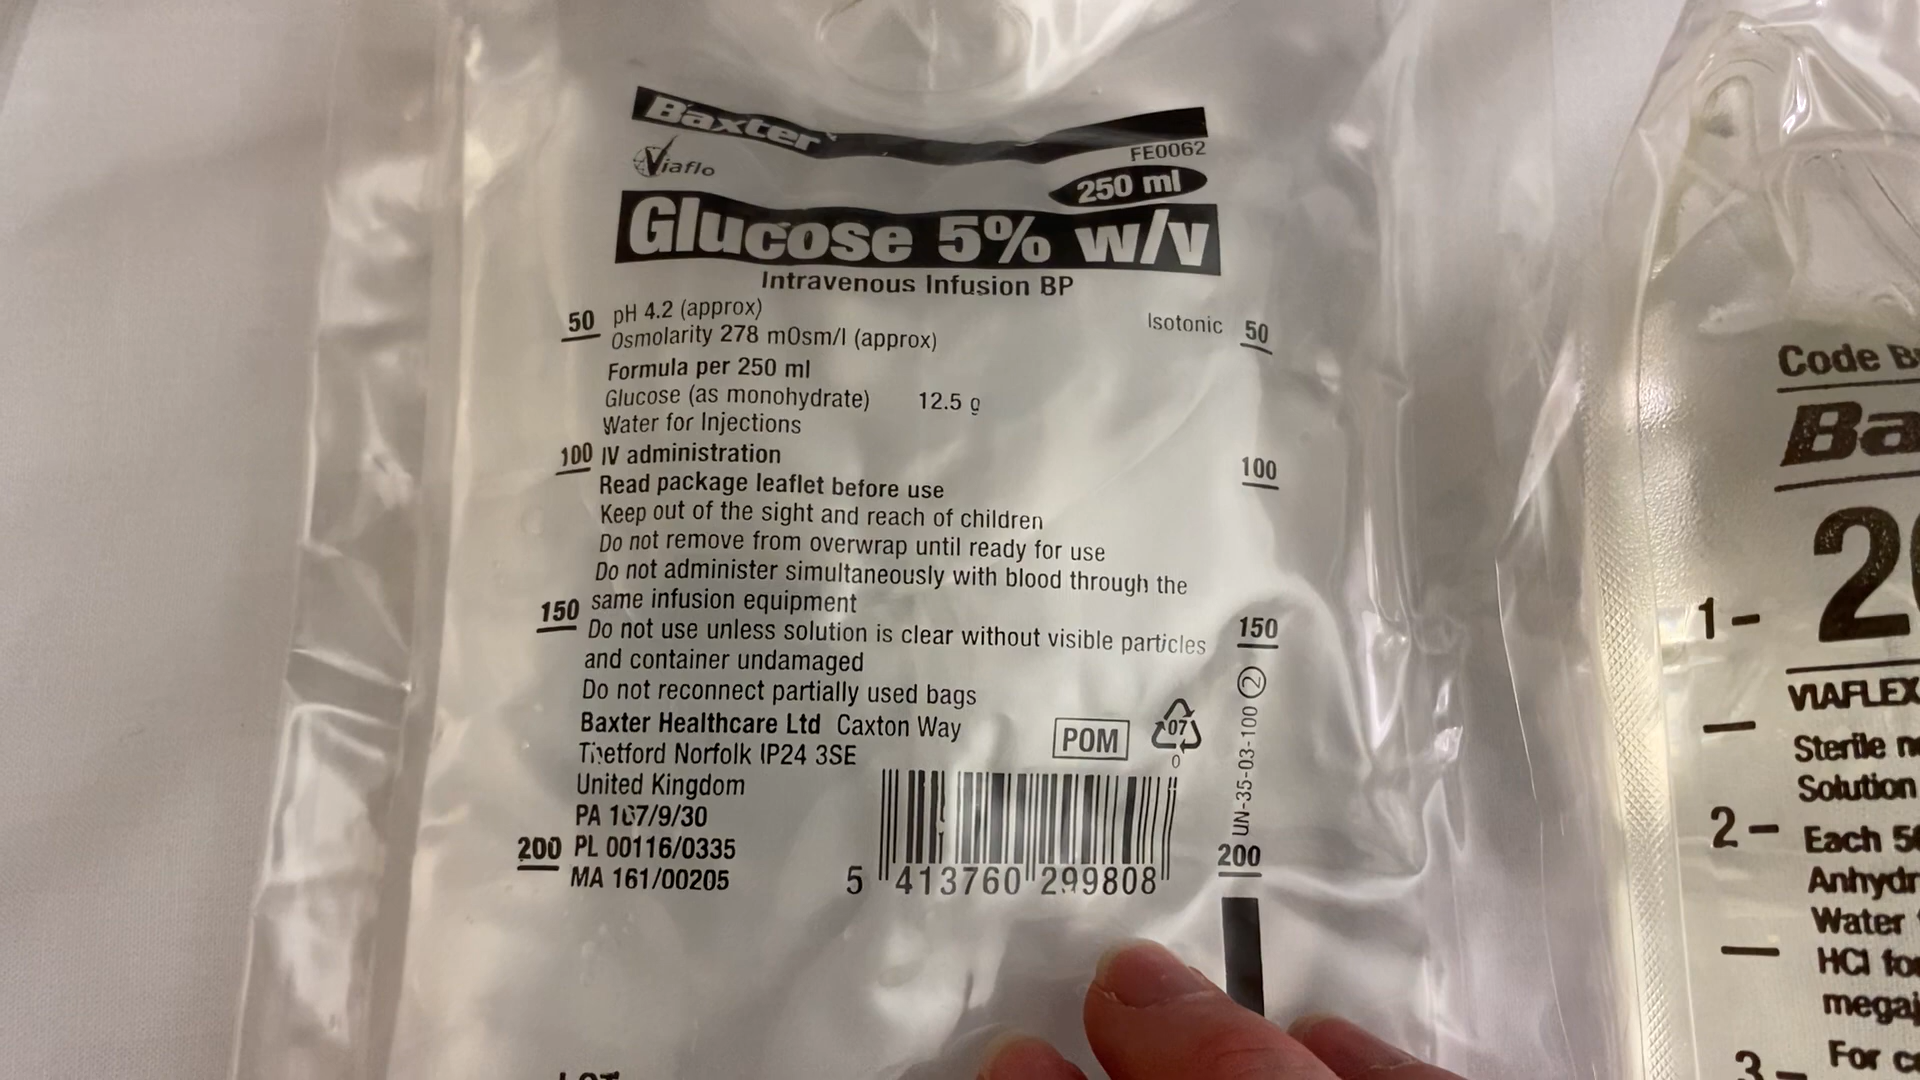 Baxter
Viaflo
FE0062
250 ml
Glucose 5% w/v
Intravenous Infusion BP
50 pH 4.2 (approx)
Osmolarity 278 mOsm/l (approx)
Isotonic 50
Formula per 250 ml
Glucose (as monohydrate) 12.5 g
Water for Injections
100 IV administration
100
Read package leaflet before use
Keep out of the sight and reach of children
Do not remove from overwrap until ready for use
Do not administer simultaneously with blood through the
150 same infusion equipment
150
Do not use unless solution is clear without visible particles
and container undamaged
Do not reconnect partially used bags
Baxter Healthcare Ltd Caxton Way
Thetford Norfolk IP24 3SE
United Kingdom
PA 167/9/30
200 PL 00116/0335
MA 161/00205
POM
07
0
UN-35-03-100 2
200
5 413760 299808
Code
1-
VIAFLEX
Sterile
Solution
2- Each
Water
HCl
3- For